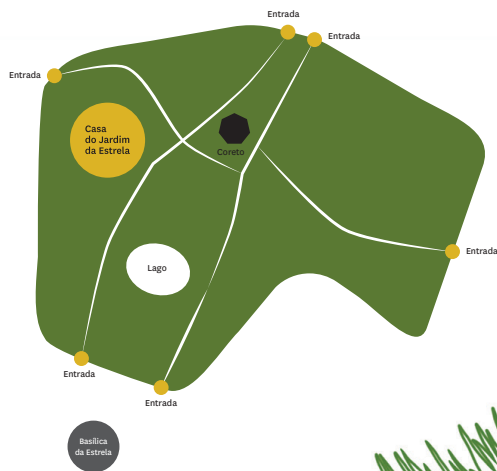 Entrada
Entrada
Entrada
Casa
do Jardim
da Estrela
Coreto
Entrada
Lago
Entrada
Entrada
Basílica
da Estrela